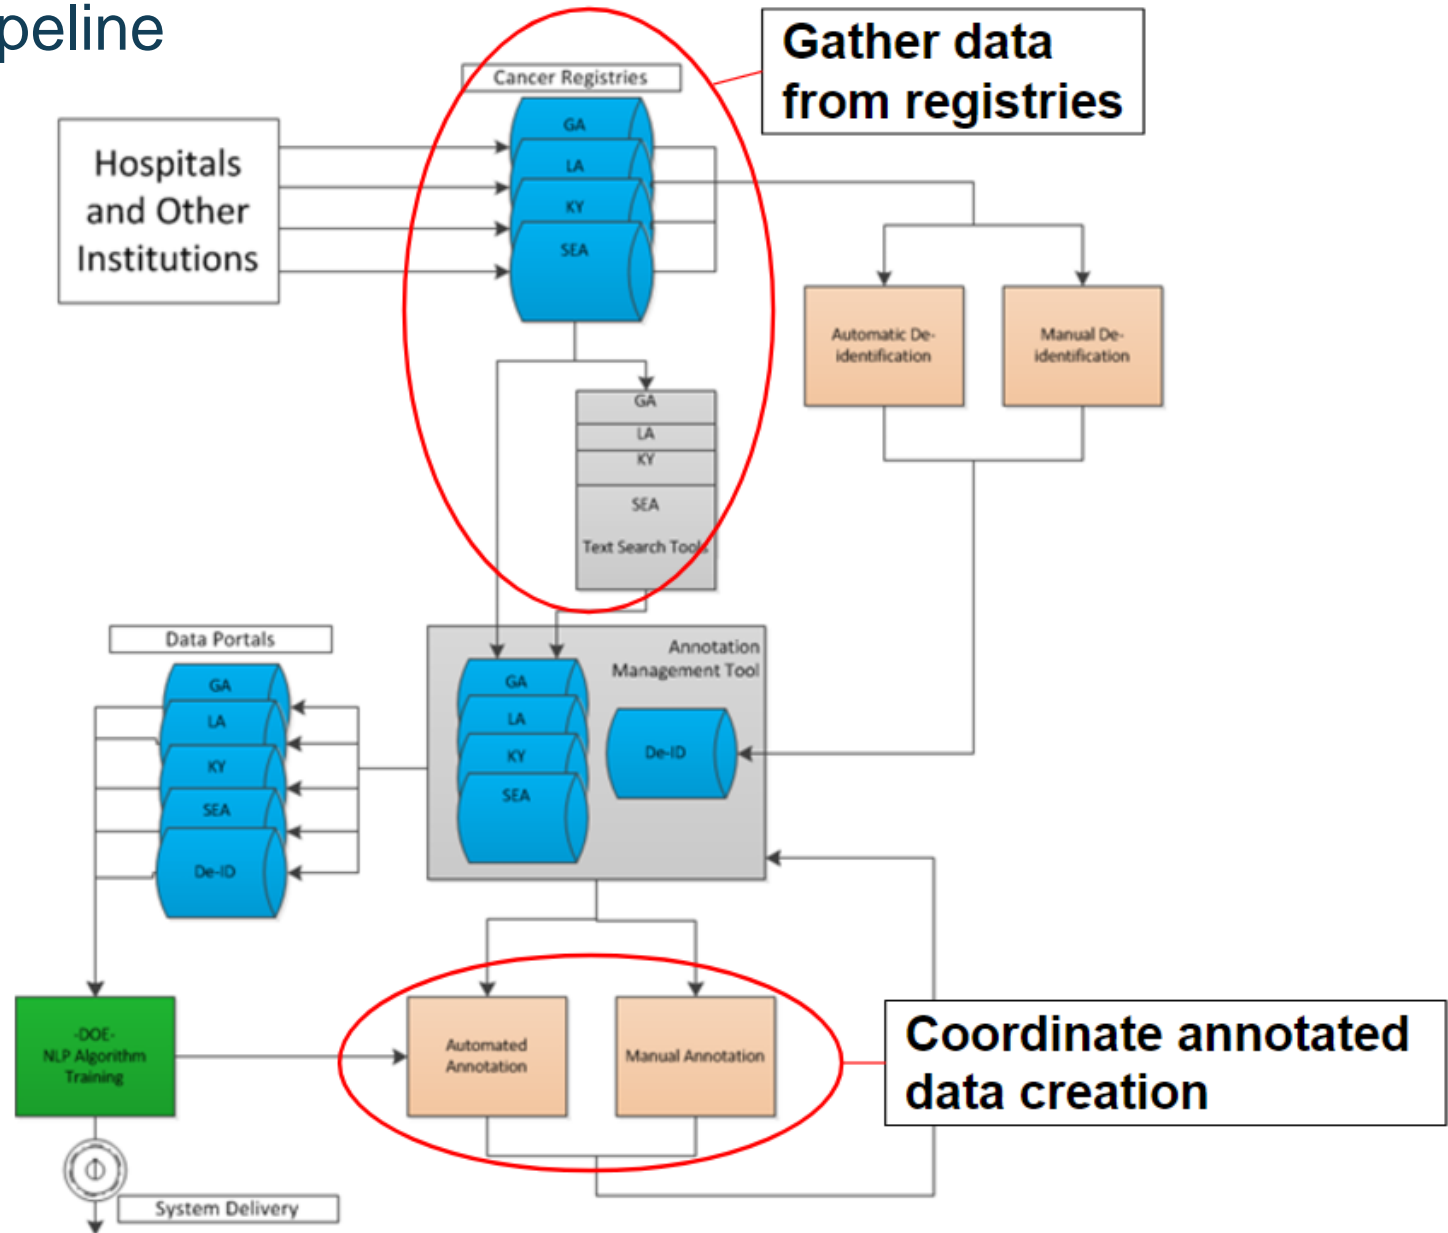 peline
Gather data
from registries
Cancer Registries
GA
LA
KY
SEA
Hospitals
and Other
Institutions
Automatic De-
identification
Manual De-
identification
GA
LA
KY
SEA
Text Search Tools
Data Portals
GA
LA
KY
SEA
De-ID
Annotation
Management Tool
GA
LA
KY
SEA
De-ID
-DOE-
NLP Algorithm
Training
Automated
Annotation
Manual Annotation
Coordinate annotated
data creation
System Delivery